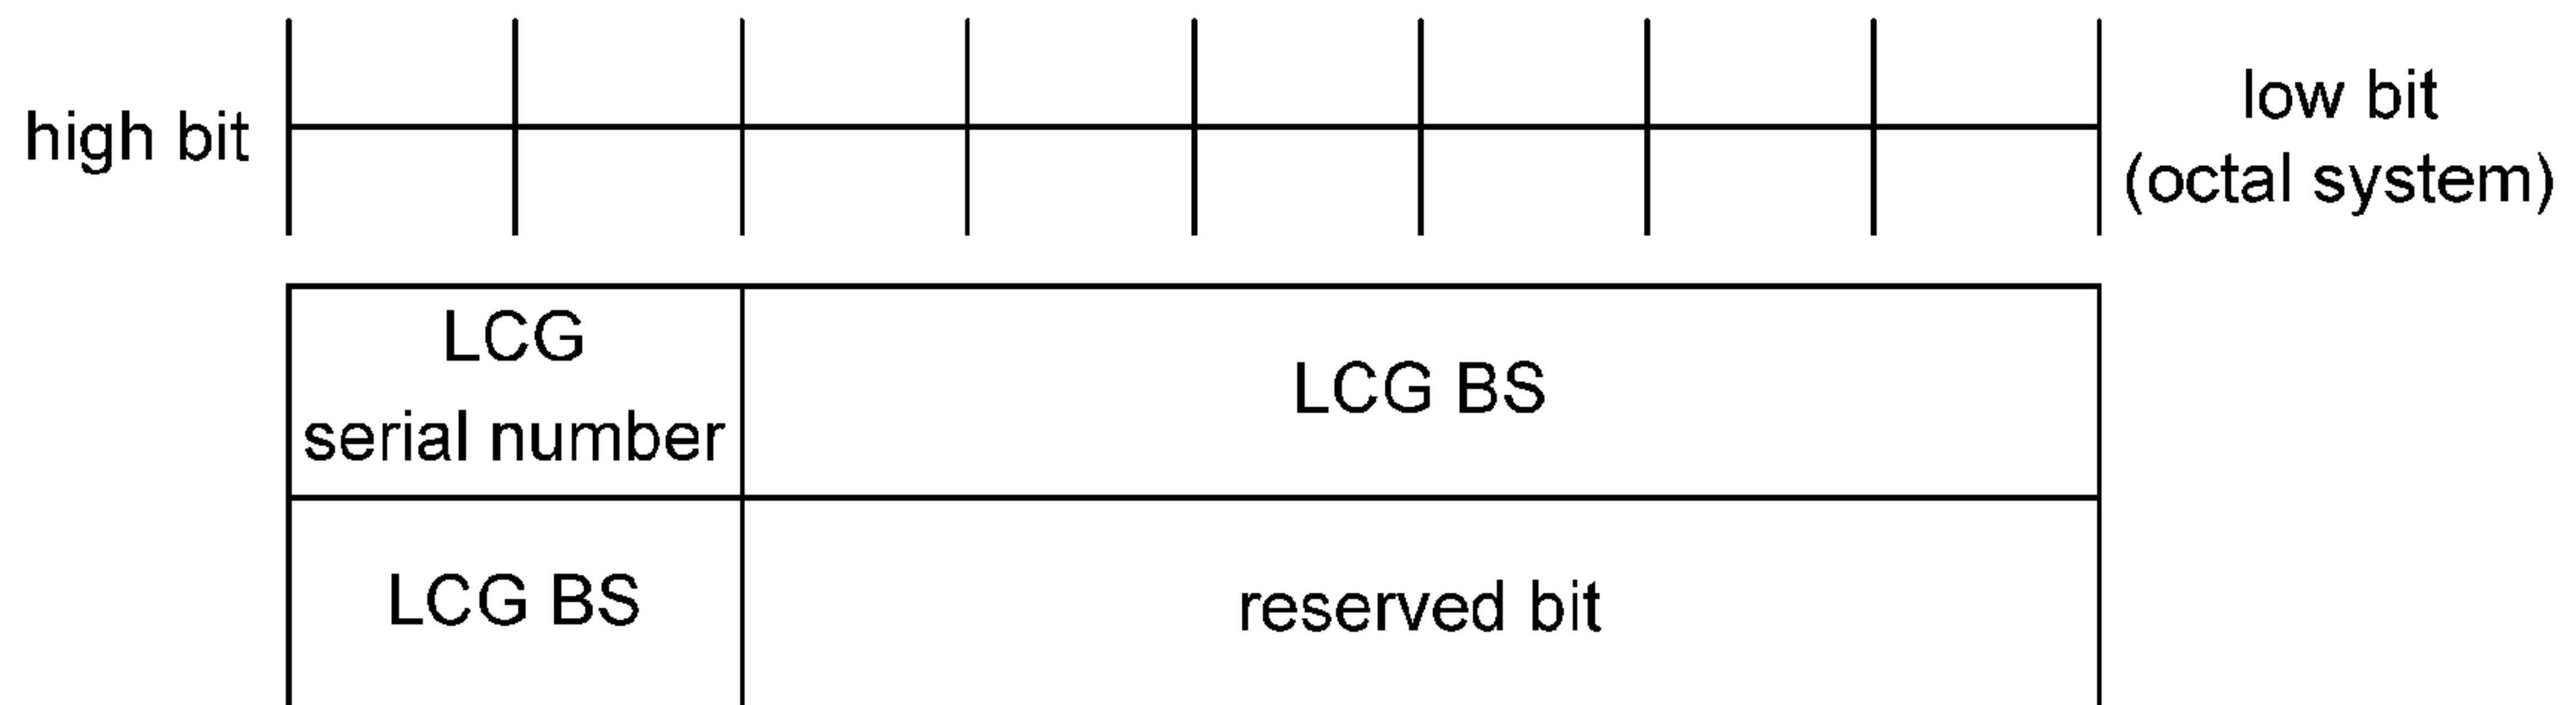 high bit
low bit
(octal system)
LCG
serial number
LCG BS
LCG BS
reserved bit